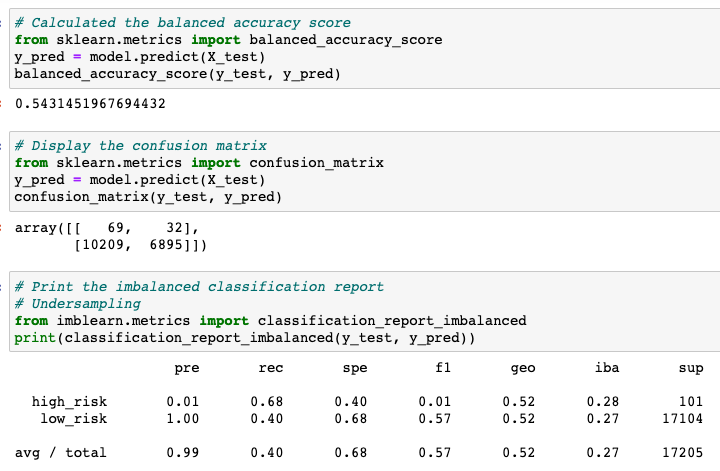 # Calculated the balanced accuracy score
from sklearn.metrics import balanced_accuracy_score
y_pred = model.predict(X_test)
balanced_accuracy_score(y_test, y_pred)
0.5431451967694432
# Display the confusion matrix
from sklearn.metrics import confusion_matrix
y_pred = model.predict(X_test)
confusion_matrix(y_test, y_pred)
array([[   69,    32],
       [10209,  6895]])
# Print the imbalanced classification report
# Undersampling
from imblearn.metrics import classification_report_imbalanced
print(classification_report_imbalanced(y_test, y_pred))
                   pre       rec       spe        f1       geo       iba       sup
  high_risk       0.01      0.68      0.40      0.01      0.52      0.28       101
   low_risk       1.00      0.40      0.68      0.57      0.52      0.27     17104
avg / total       0.99      0.40      0.68      0.57      0.52      0.27     17205